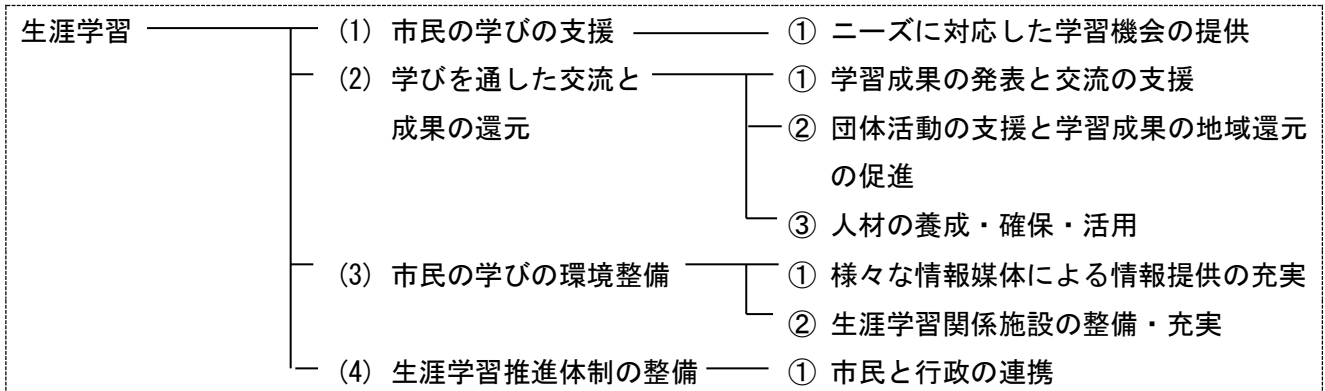 生涯学習 (1) 市民の学びの支援 ① ニーズに対応した学習機会の提供
(2) 学びを通した交流と ① 学習成果の発表と交流の支援
成果の還元 ② 団体活動の支援と学習成果の地域還元
の促進
③ 人材の養成・確保・活用
(3) 市民の学びの環境整備 ① 様々な情報媒体による情報提供の充実
② 生涯学習関係施設の整備・充実
(4) 生涯学習推進体制の整備 ① 市民と行政の連携